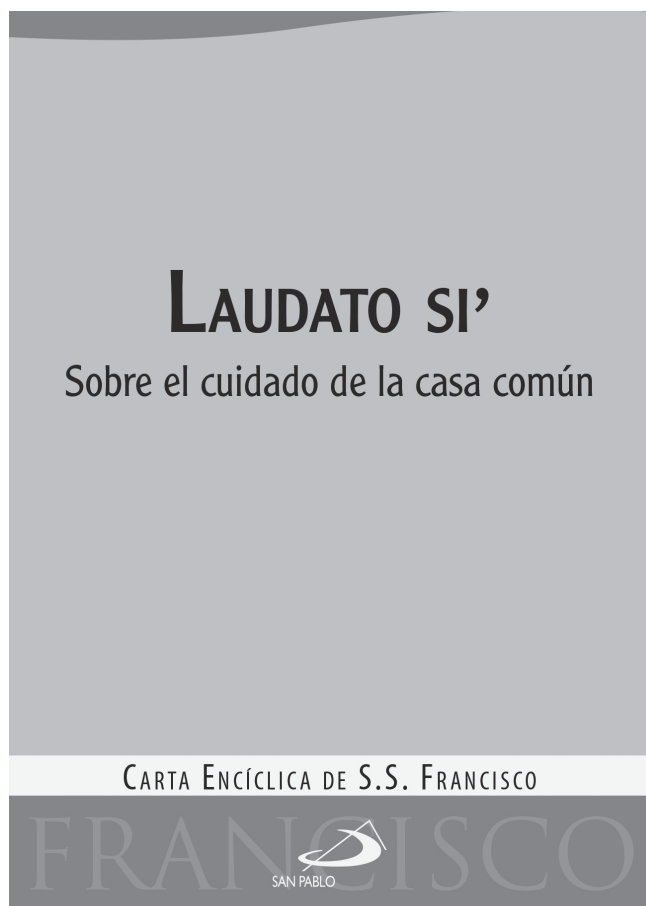 LAUDATO SI’
Sobre el cuidado de la casa común
CARTA ENCÍCLICA DE S.S. FRANCISCO
FRANCISCO
SAN PABLO